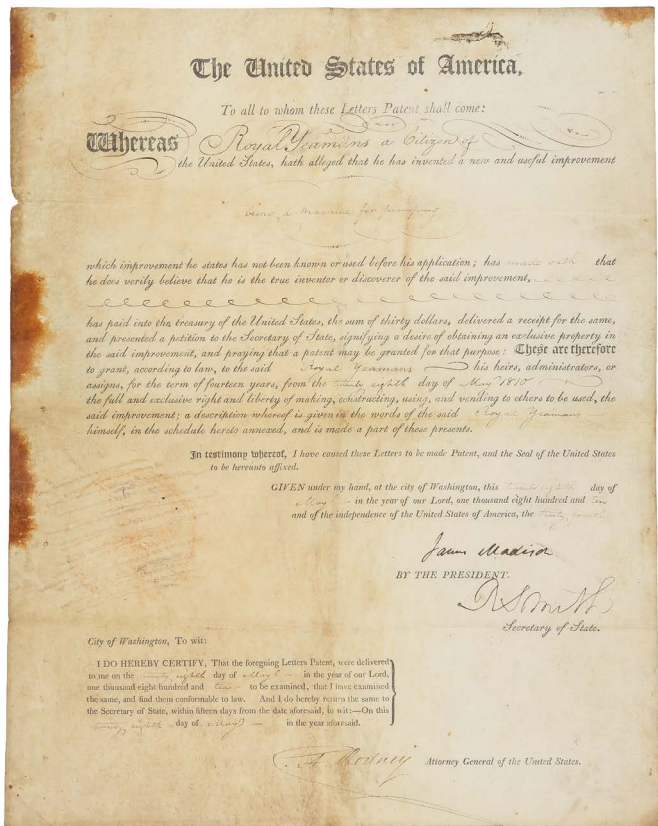 The United States of America,
To all to whom these Letters Patent shall come:
Whereas Royal Yeamans a Citizen of
the United States, hath alleged that he has invented a new and useful improvement
being a machine for
which improvement he states has not been known or used before his application; has made oath that
he does verily believe that he is the true inventor or discoverer of the said improvement,
has paid into the treasury of the United States, the sum of thirty dollars, delivered a receipt for the same,
and presented a petition to the Secretary of State, signifying a desire of obtaining an exclusive property in
the said improvement, and praying that a patent may be granted for that purpose: These are therefore
to grant, according to law, to the said Royal Yeamans his heirs, administrators, or
assigns, for the term of fourteen years, from the twenty eighth day of May 1810
the full and exclusive right and liberty of making, constructing, using, and vending to others to be used, the
said improvement; a description whereof is given in the words of the said Royal Yeamans
himself, in the schedule hereto annexed, and is made a part of these presents.
In testimony whereof, I have caused these Letters to be made Patent, and the Seal of the United States
to be hereunto affixed.
GIVEN under my hand, at the city of Washington, this twenty eighth day of
May in the year of our Lord, one thousand eight hundred and ten
and of the independence of the United States of America, the thirty
James Madison
BY THE PRESIDENT.
R Smith
Secretary of State.
City of Washington, To wit:
I DO HEREBY CERTIFY, That the foregoing Letters Patent, were delivered
to me on the twenty eighth day of May in the year of our Lord,
one thousand eight hundred and ten to be examined, that I have examined
the same, and find them conformable to law. And I do hereby return the same to
the Secretary of State, within fifteen days from the date aforesaid, to wit:—On this
twenty eighth day of May in the year aforesaid.
C. A. Rodney Attorney General of the United States.